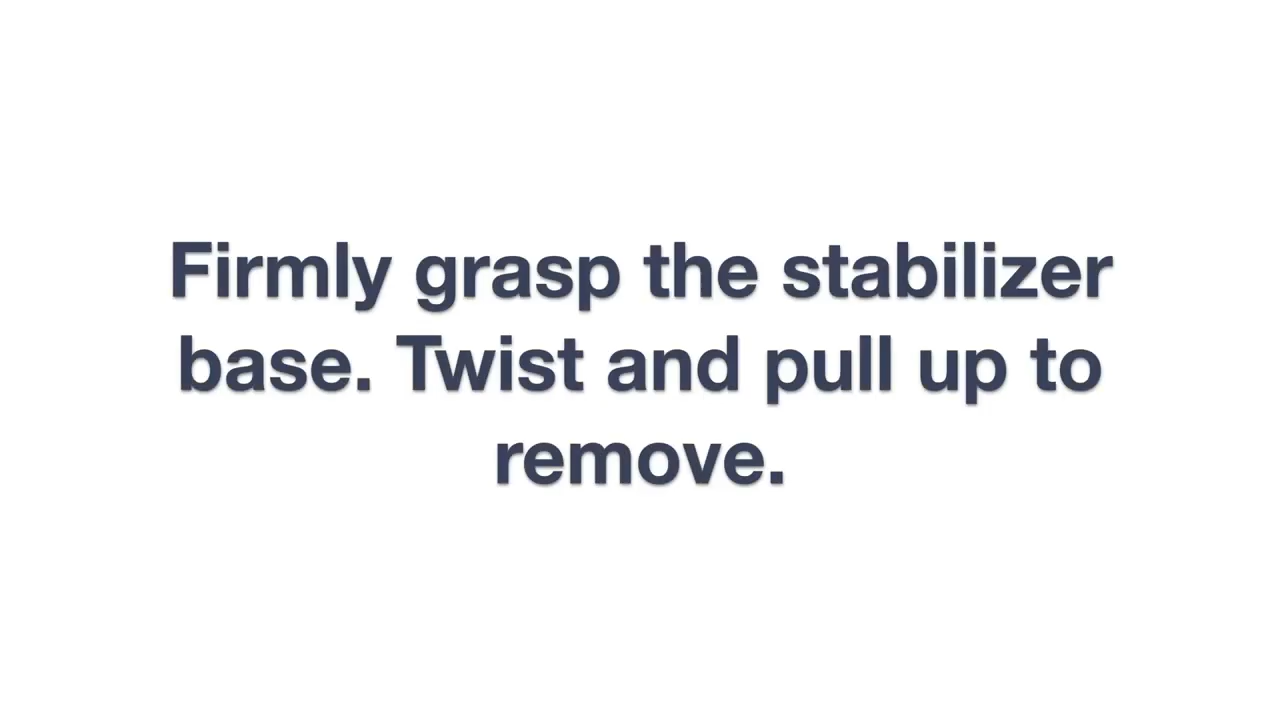 Firmly grasp the stabilizer
base. Twist and pull up to
remove.